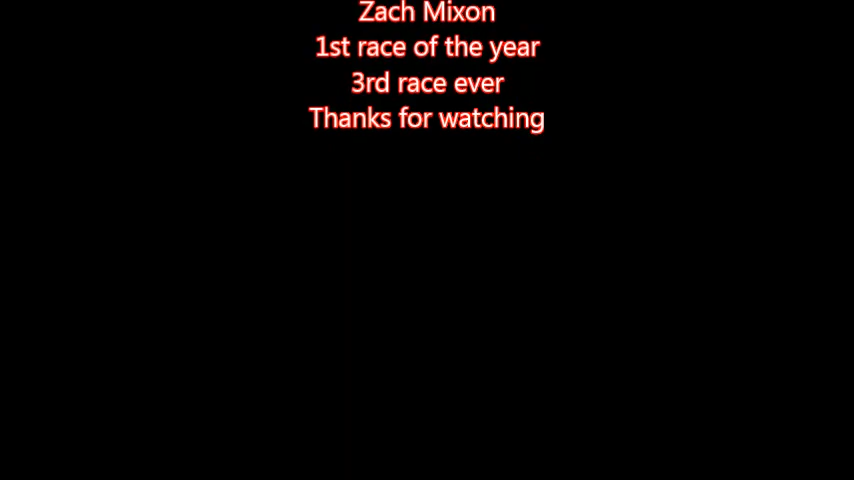 Zach Mixon
1st race of the year
3rd race ever
Thanks for watching